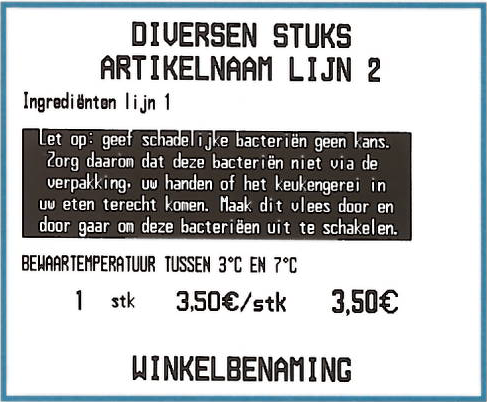 DIVERSEN STUKS
ARTIKELNAAM LIJN 2
Ingrediënten lijn 1
Let op: geef schadelijke bacteriën geen kans.
Zorg daarom dat deze bacteriën niet via de
verpakking, uw handen of het keukengerei in
uw eten terecht komen. Maak dit vlees door en
door gaar om deze bacterieën uit te schakelen.
BEWAARTEMPERATUUR TUSSEN 3°C EN 7°C
1 stk 3,50€/stk 3,50€
WINKELBENAMING